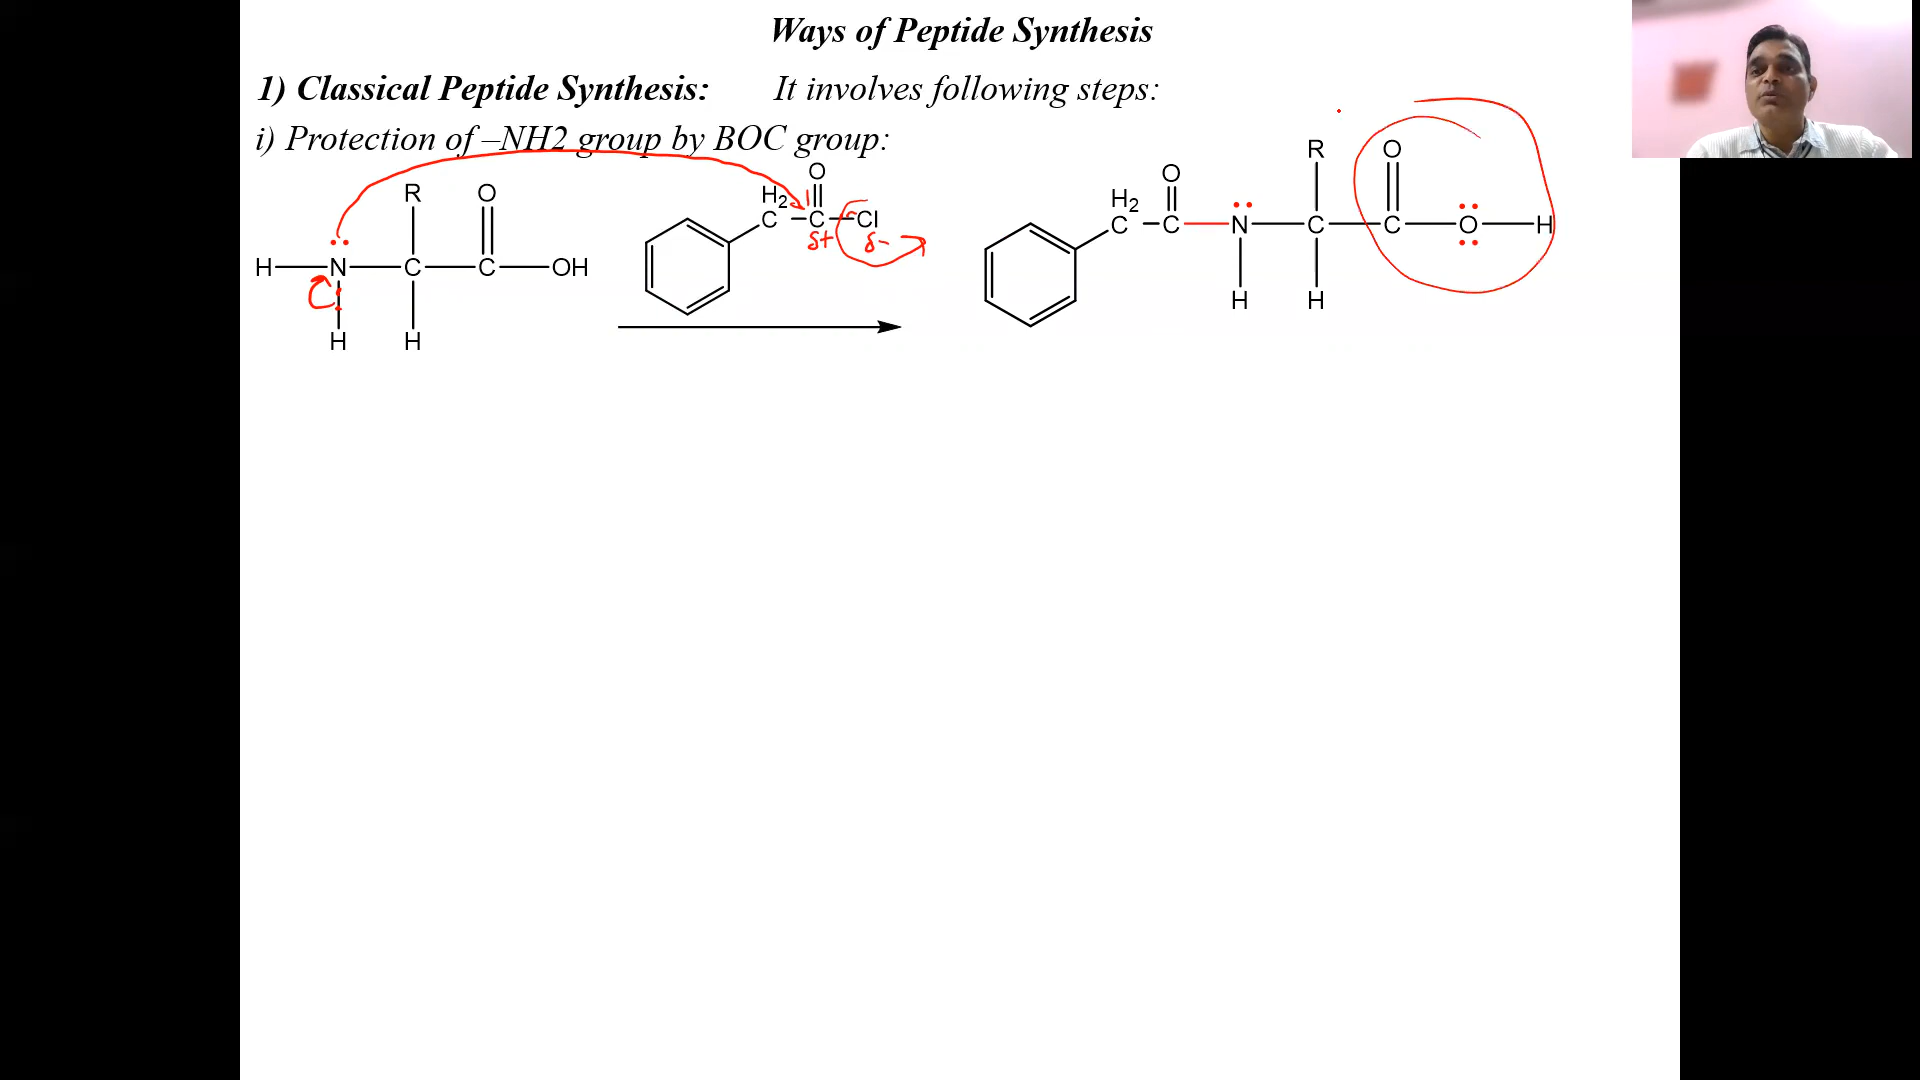 Ways of Peptide Synthesis
1) Classical Peptide Synthesis: It involves following steps:
i) Protection of –NH2 group by BOC group:
R O
H N C C OH
H H
O
H2
C C Cl
δ+ δ-
R O
H2 O
C C N C C O H
H H